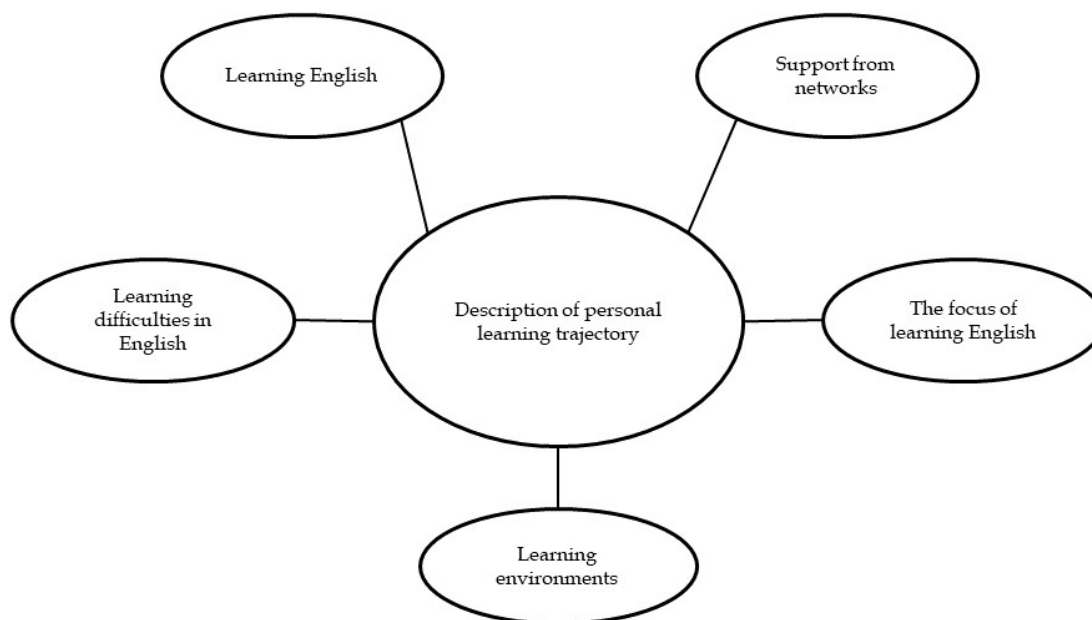 Learning English
Support from
networks
Learning
difficulties in
English
Description of personal
learning trajectory
The focus of
learning English
Learning
environments